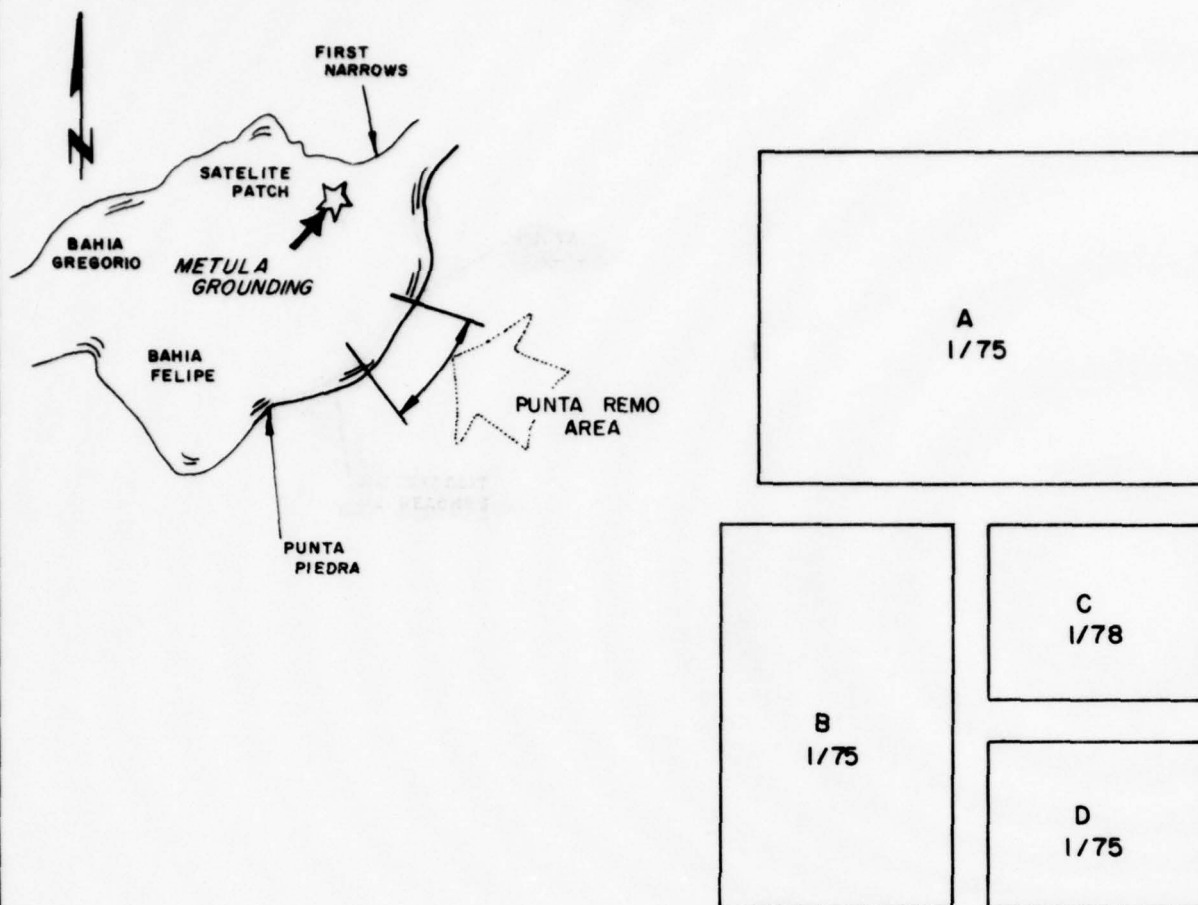 FIRST
NARROWS
N
SATELITE
PATCH
BAHIA
GREGORIO
METULA
GROUNDING
BAHIA
FELIPE
PUNTA REMO
AREA
PUNTA
PIEDRA
A
1/75
B
1/75
C
1/78
D
1/75